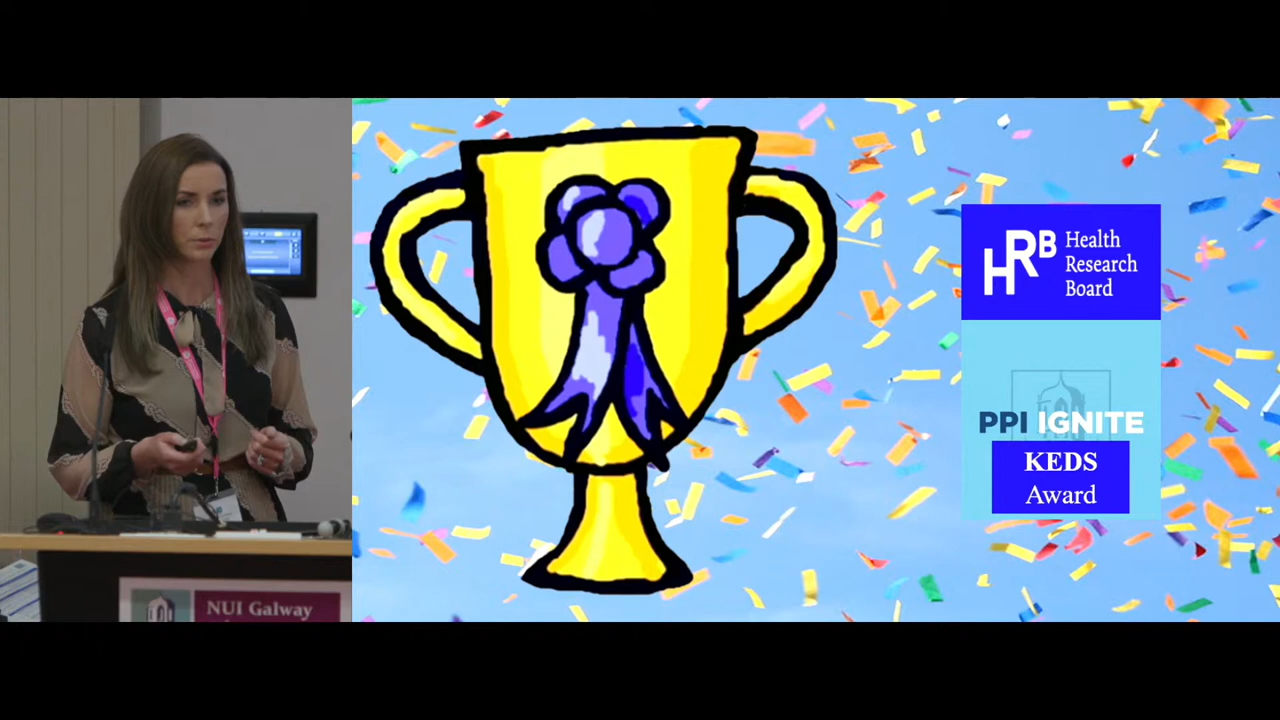 HRB
Health
Research
Board
PPI IGNITE
KEDS
Award
NUI Galway